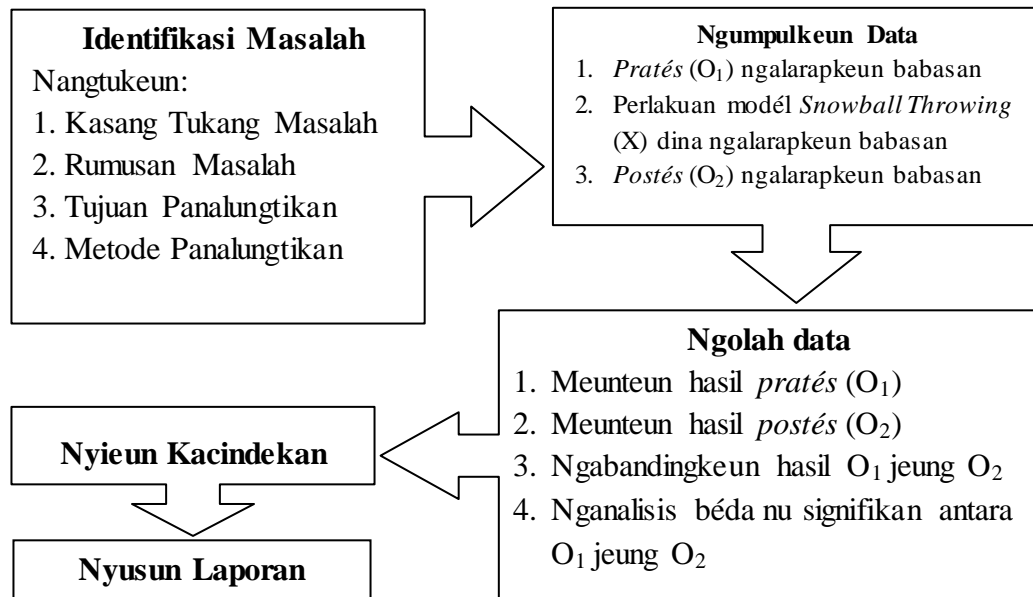 Identifikasi Masalah
Nangtukeun:
1. Kasang Tukang Masalah
2. Rumusan Masalah
3. Tujuan Panalungtikan
4. Metode Panalungtikan
Ngumpulkeun Data
1. Pratés (O₁) ngalarapkeun babasan
2. Perlakuan modél Snowball Throwing
(X) dina ngalarapkeun babasan
3. Postés (O₂) ngalarapkeun babasan
Ngolah data
1. Meunteun hasil pratés (O₁)
2. Meunteun hasil postés (O₂)
3. Ngabandingkeun hasil O₁ jeung O₂
4. Nganalisis béda nu signifikan antara
O₁ jeung O₂
Nyieun Kacindekan
Nyusun Laporan